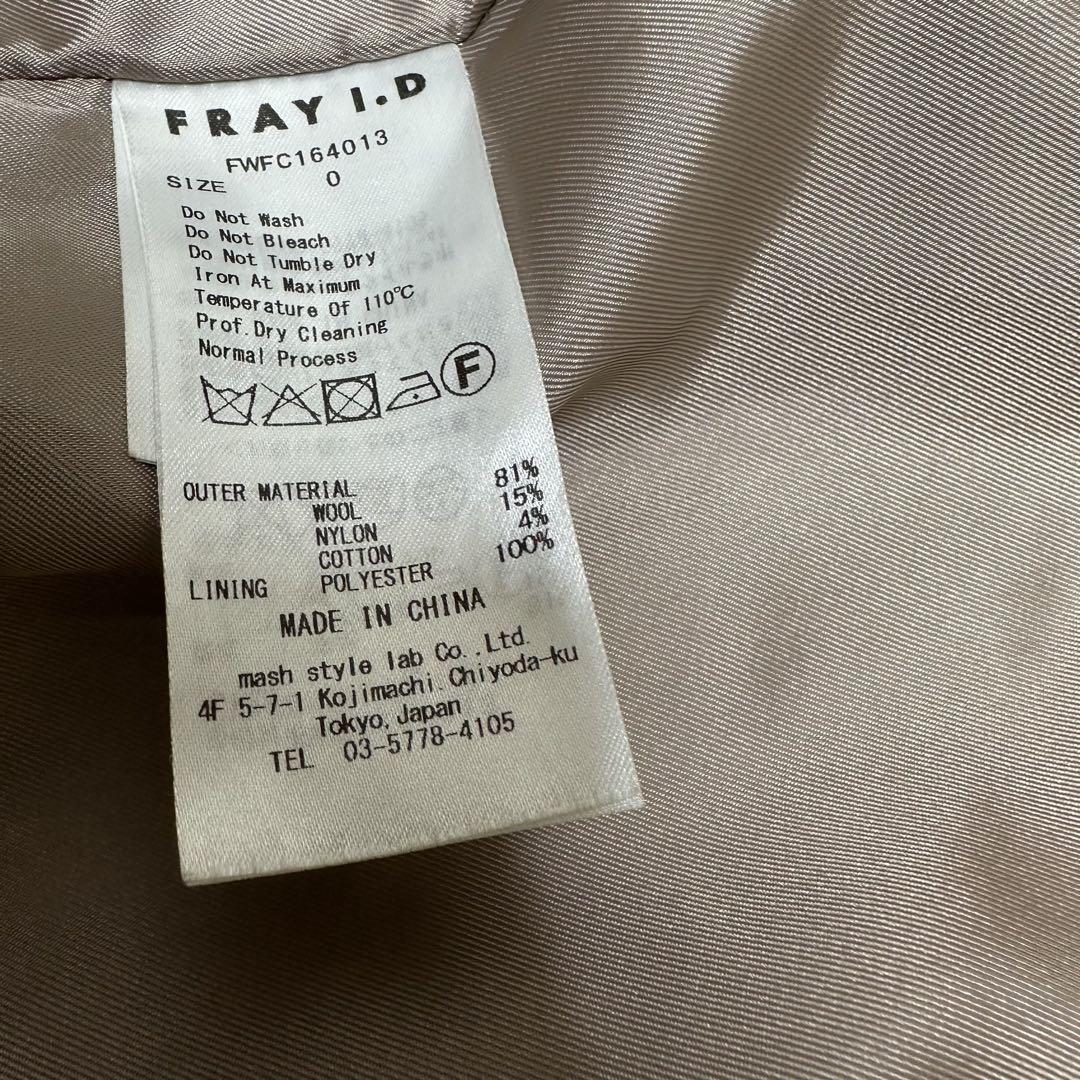 FRAY I.D
FWFC164013
SIZE 0
Do Not Wash
Do Not Bleach
Do Not Tumble Dry
Iron At Maximum
Temperature Of 110℃
Prof.Dry Cleaning
Normal Process
F
OUTER MATERIAL
WOOL 81%
NYLON 15%
COTTON 4%
LINING POLYESTER 100%
MADE IN CHINA
mash style lab Co.,Ltd.
4F 5-7-1 Kojimachi.Chiyoda-ku
Tokyo,Japan
TEL 03-5778-4105